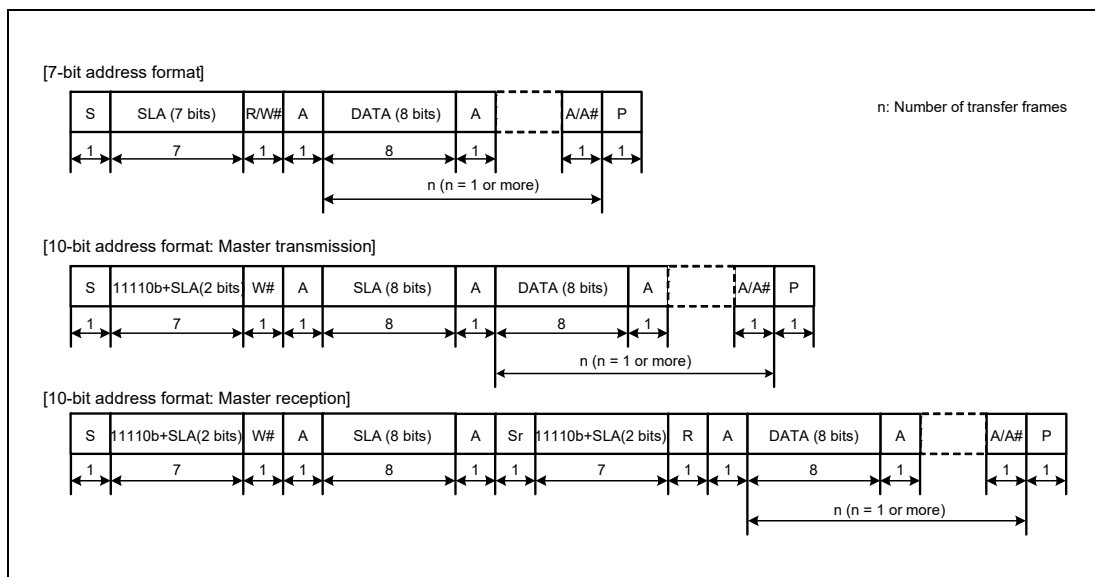 [7-bit address format]
n: Number of transfer frames
S SLA (7 bits) R/W# A DATA (8 bits) A A/A# P
1 7 1 1 8 1 1 1
n (n = 1 or more)
[10-bit address format: Master transmission]
S 11110b+SLA(2 bits) W# A SLA (8 bits) A DATA (8 bits) A A/A# P
1 7 1 1 8 1 8 1 1 1
n (n = 1 or more)
[10-bit address format: Master reception]
S 11110b+SLA(2 bits) W# A SLA (8 bits) A Sr 11110b+SLA(2 bits) R A DATA (8 bits) A A/A# P
1 7 1 1 8 1 1 7 1 1 8 1 1 1
n (n = 1 or more)